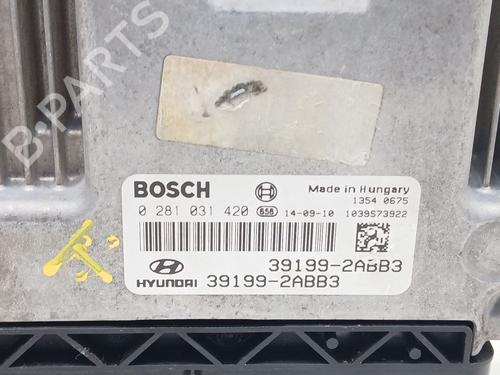 B-PARTS
BOSCH
Made in Hungary
1354 0675
0 281 031 420 658 14-09-10 1039S73922
39199-2ABB3
HYUNDAI 39199-2ABB3